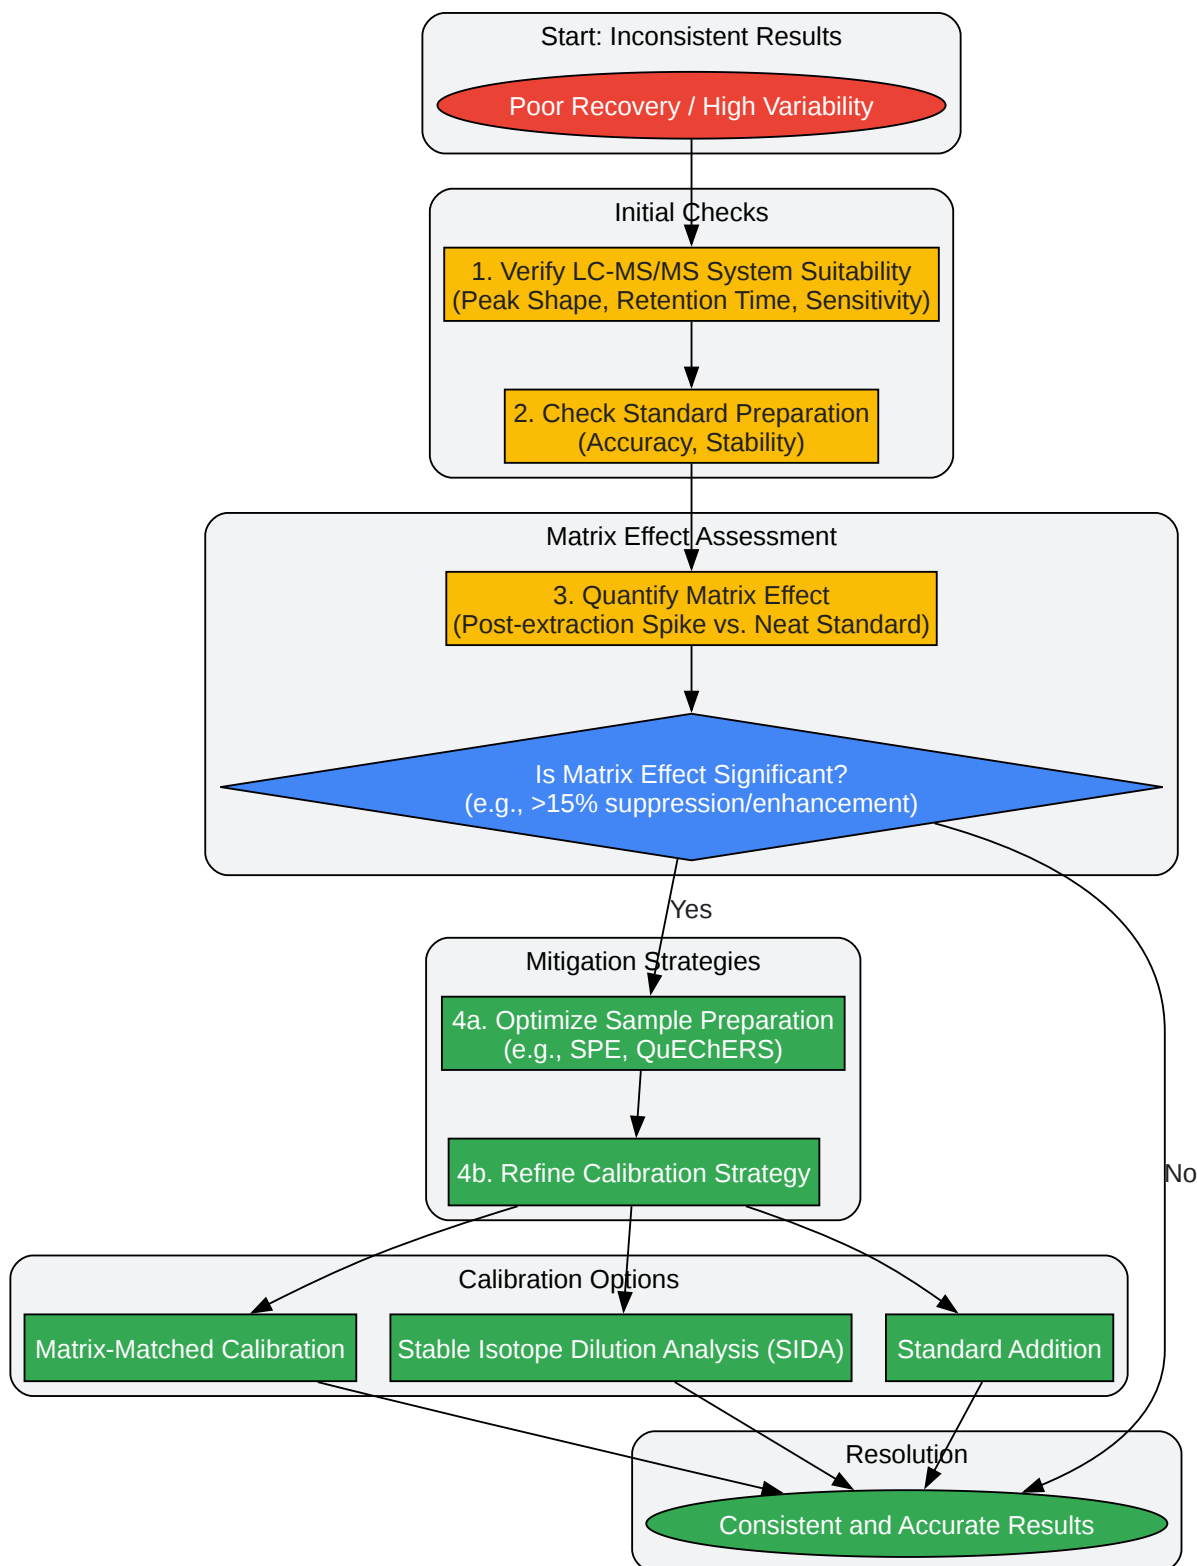 Start: Inconsistent Results
Poor Recovery / High Variability
Initial Checks
1. Verify LC-MS/MS System Suitability
(Peak Shape, Retention Time, Sensitivity)
2. Check Standard Preparation
(Accuracy, Stability)
Matrix Effect Assessment
3. Quantify Matrix Effect
(Post-extraction Spike vs. Neat Standard)
Is Matrix Effect Significant?
(e.g., >15% suppression/enhancement)
Yes
Mitigation Strategies
4a. Optimize Sample Preparation
(e.g., SPE, QuEChERS)
4b. Refine Calibration Strategy
No
Calibration Options
Matrix-Matched Calibration
Stable Isotope Dilution Analysis (SIDA)
Standard Addition
Resolution
Consistent and Accurate Results